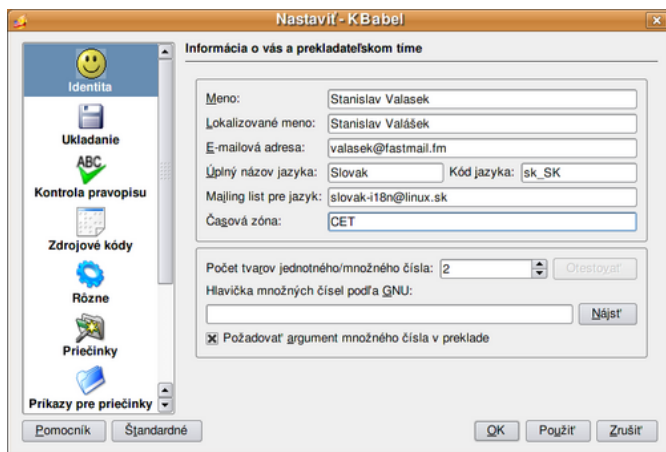 Nastaviť - KBabel
Identita
Ukladanie
ABC
Kontrola pravopisu
Zdrojové kódy
Rôzne
Priečinky
Príkazy pre priečinky
Informácia o vás a prekladateľskom tíme
Meno: Stanislav Valasek
Lokalizované meno: Stanislav Valášek
E-mailová adresa: valasek@fastmail.fm
Úplný názov jazyka: Slovak Kód jazyka: sk_SK
Majling list pre jazyk: slovak-i18n@linux.sk
Časová zóna: CET
Počet tvarov jednotného/množného čísla: 2 Otestovať
Hlavička množných čísel podľa GNU:
Nájsť
Požadovať argument množného čísla v preklade
Pomocník Štandardné OK Použiť Zrušiť